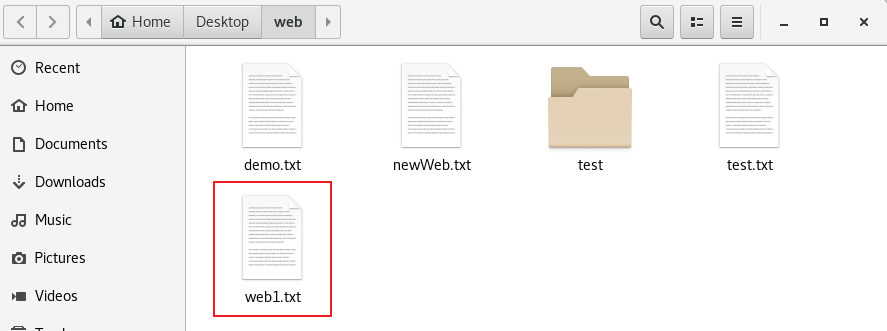 Home Desktop web
Recent
Home
Documents
Downloads
Music
Pictures
Videos
demo.txt newWeb.txt test test.txt
web1.txt